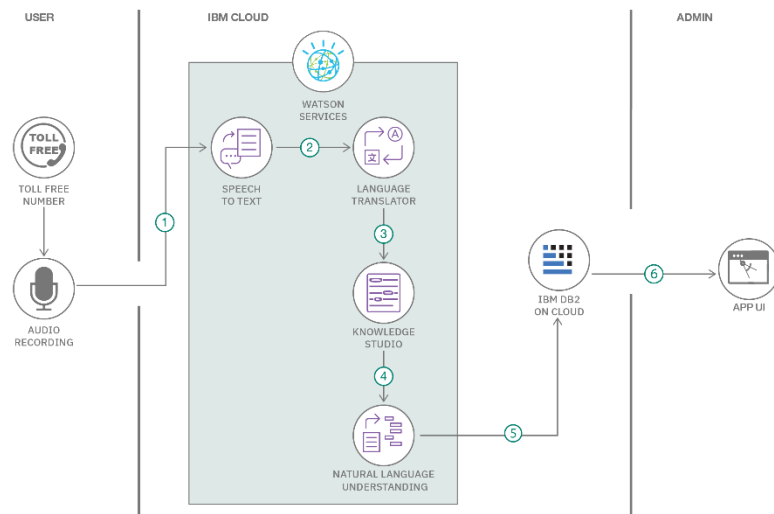 USER
IBM CLOUD
ADMIN
WATSON
SERVICES
TOLL
FREE
TOLL FREE
NUMBER
1
SPEECH
TO TEXT
2
A
文
LANGUAGE
TRANSLATOR
3
AUDIO
RECORDING
KNOWLEDGE
STUDIO
4
NATURAL LANGUAGE
UNDERSTANDING
5
IBM DB2
ON CLOUD
6
APP UI